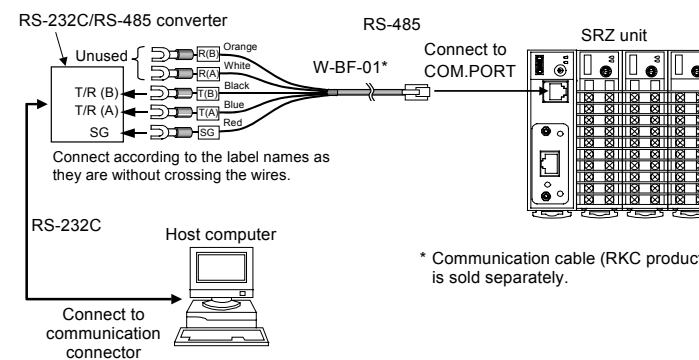 RS-232C/RS-485 converter
RS-485
SRZ unit
Unused
R(B) Orange
R(A) White
T/R (B) T(B) Black
T/R (A) T(A) Blue
SG SG Red
W-BF-01*
Connect to
COM.PORT
Connect according to the label names as
they are without crossing the wires.
RS-232C
Host computer
* Communication cable (RKC product
is sold separately.
Connect to
communication
connector